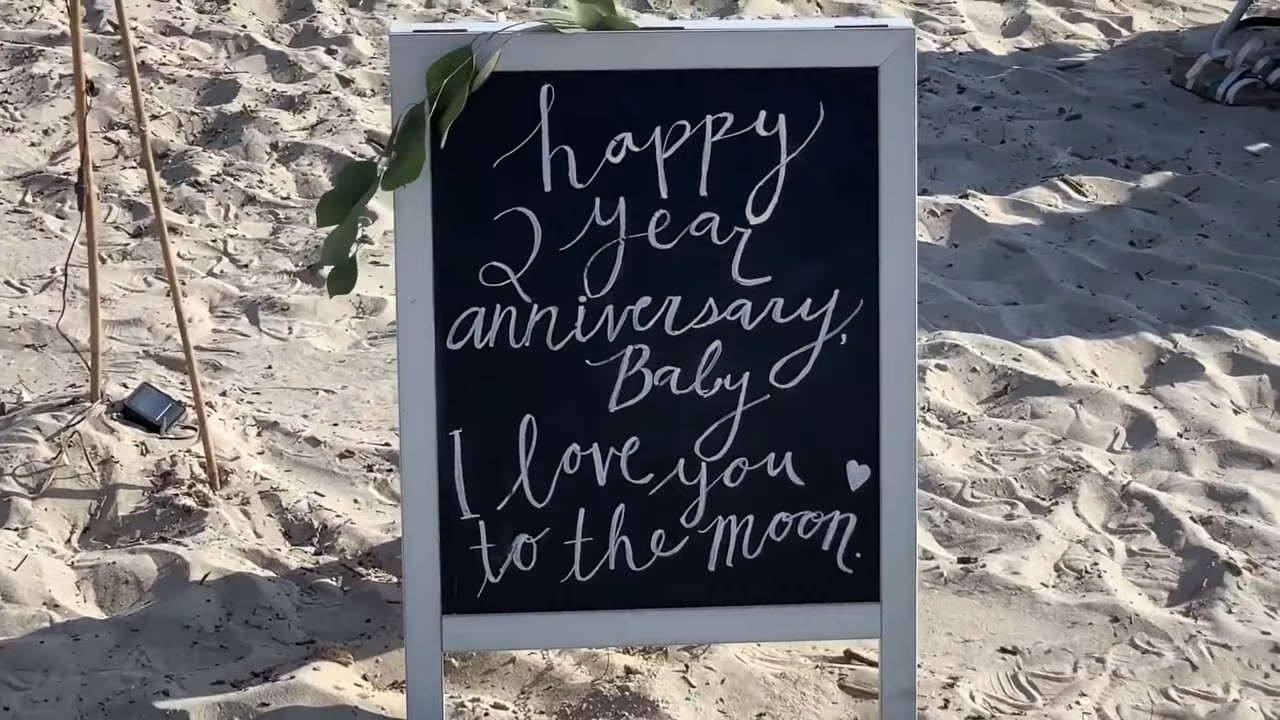 happy
2 year
anniversary,
Baby
I love you
to the moon.